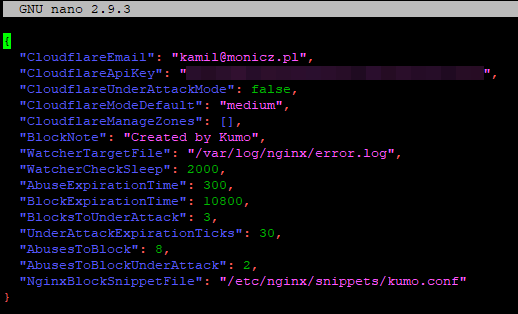 GNU nano 2.9.3
{
"CloudflareEmail": "kamil@monicz.pl",
"CloudflareApiKey": "",
"CloudflareUnderAttackMode": false,
"CloudflareModeDefault": "medium",
"CloudflareManageZones": [],
"BlockNote": "Created by Kumo",
"WatcherTargetFile": "/var/log/nginx/error.log",
"WatcherCheckSleep": 2000,
"AbuseExpirationTime": 300,
"BlockExpirationTime": 10800,
"BlocksToUnderAttack": 3,
"UnderAttackExpirationTicks": 30,
"AbusesToBlock": 8,
"AbusesToBlockUnderAttack": 2,
"NginxBlockSnippetFile": "/etc/nginx/snippets/kumo.conf"
}